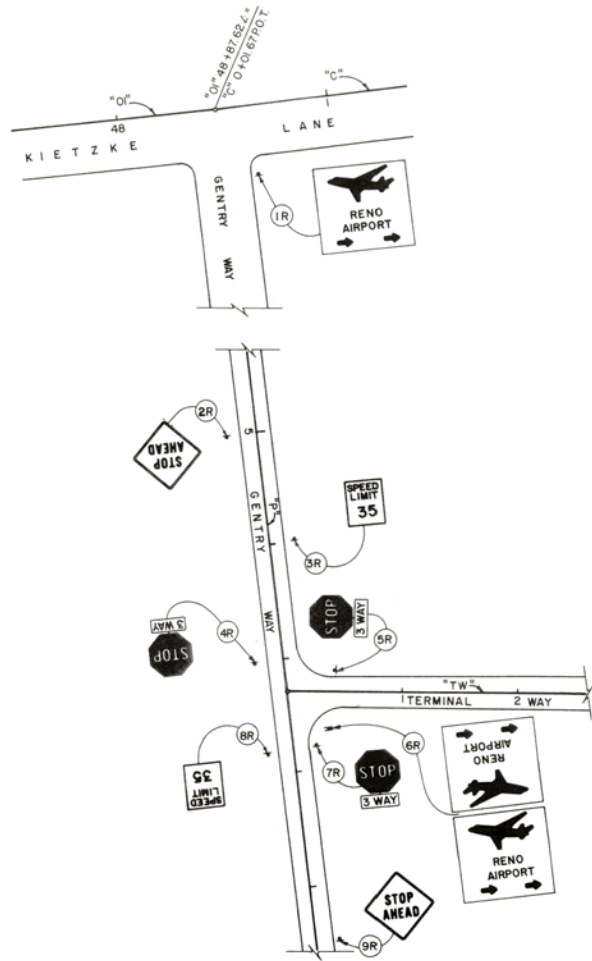 "OI" 48+87.62 ∠ =
"C" 0+01.67 P.O.T.
"OI"
"C"
48
1
KIETZKE LANE
GENTRY WAY
1R
RENO
AIRPORT
2R
STOP
AHEAD
5
"P"
GENTRY WAY
SPEED
LIMIT
35
3R
3 WAY
STOP
4R
STOP
3 WAY
5R
"TW"
1 TERMINAL 2 WAY
8R
SPEED
LIMIT
35
6R
7R
STOP
3 WAY
RENO
AIRPORT
RENO
AIRPORT
STOP
AHEAD
9R